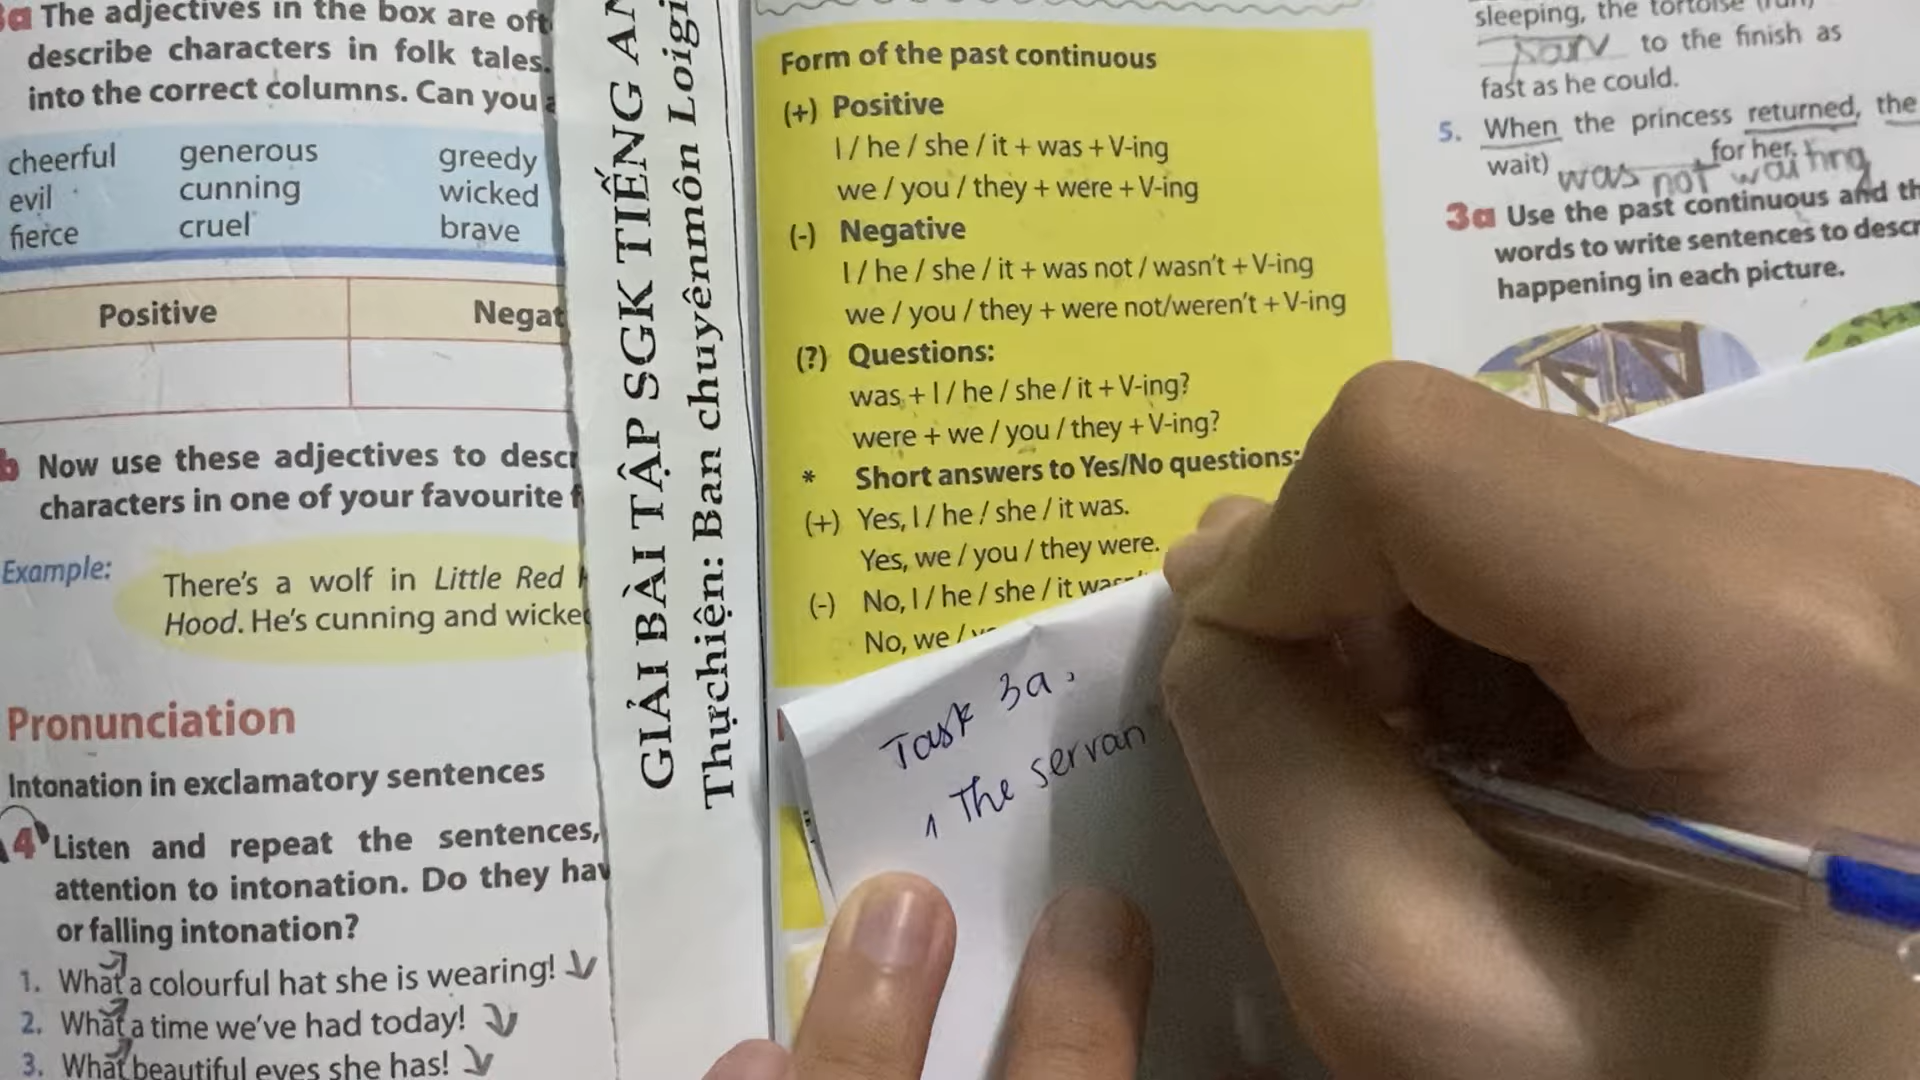 3a The adjectives in the box are oft
describe characters in folk tales.
into the correct columns. Can you a
cheerful generous greedy
evil cunning wicked
fierce cruel brave
Positive Negat
b Now use these adjectives to descr
characters in one of your favourite f
Example: There's a wolf in Little Red
Hood. He's cunning and wicke
Pronunciation
Intonation in exclamatory sentences
4 Listen and repeat the sentences,
attention to intonation. Do they hav
or falling intonation?
1. What a colourful hat she is wearing!
2. What a time we've had today!
3. What beautiful eyes she has!
GIẢI BÀI TẬP SGK TIẾNG AN
Thựchiện: Ban chuyênmôn Loigi
Form of the past continuous
(+) Positive
I / he / she / it + was + V-ing
we / you / they + were + V-ing
(-) Negative
I / he / she / it + was not / wasn't + V-ing
we / you / they + were not/weren't + V-ing
(?) Questions:
was + I / he / she / it + V-ing?
were + we / you / they + V-ing?
* Short answers to Yes/No questions:
(+) Yes, I / he / she / it was.
Yes, we / you / they were.
(-) No, I / he / she / it
No, we /
Task 3a,
1 The servan
sleeping, the tortoise (run)
to the finish as
fast as he could.
5. When the princess returned, the
wait) was not waiting for her.
3a Use the past continuous and th
words to write sentences to descr
happening in each picture.